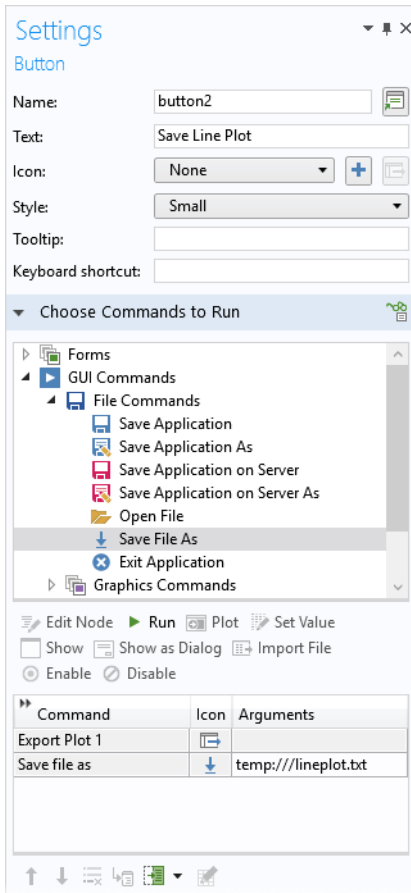 Settings
Button
Name: button2
Text: Save Line Plot
Icon: None
Style: Small
Tooltip:
Keyboard shortcut:
Choose Commands to Run
Forms
GUI Commands
File Commands
Save Application
Save Application As
Save Application on Server
Save Application on Server As
Open File
Save File As
Exit Application
Graphics Commands
Edit Node Run Plot Set Value
Show Show as Dialog Import File
Enable Disable
Command Icon Arguments
Export Plot 1
Save file as temp:///lineplot.txt